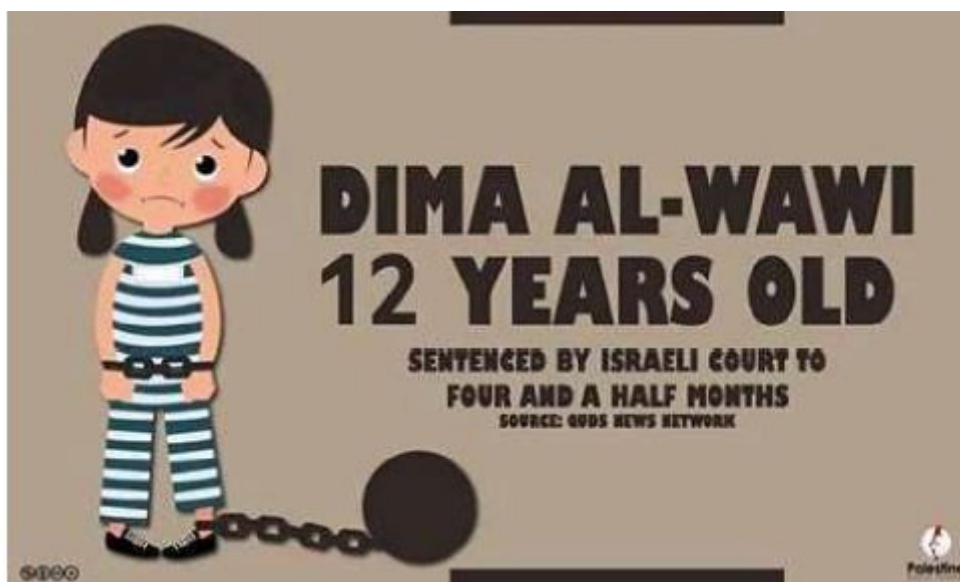 DIMA AL-WAWI
12 YEARS OLD
SENTENCED BY ISRAELI COURT TO
FOUR AND A HALF MONTHS
SOURCE: QUDS NEWS NETWORK
Palestine